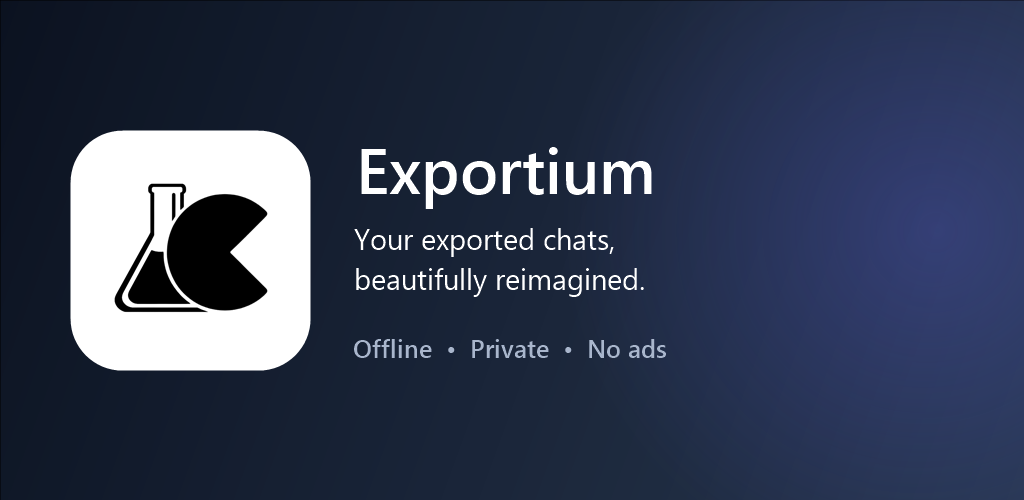 Exportium
Your exported chats,
beautifully reimagined.
Offline • Private • No ads